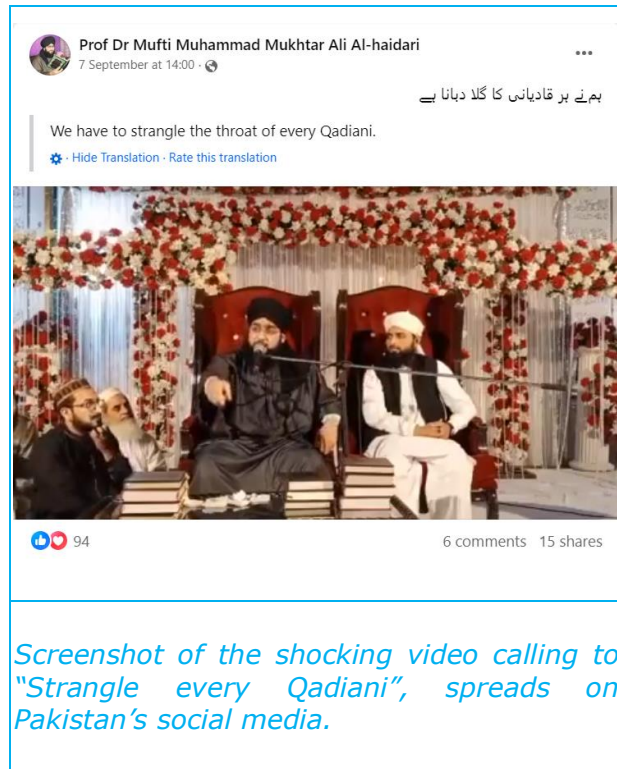 Prof Dr Mufti Muhammad Mukhtar Ali Al-haidari
7 September at 14:00 ·
ہم نے ہر قادیانی کا گلا دبانا ہے
We have to strangle the throat of every Qadiani.
· Hide Translation · Rate this translation
94 6 comments 15 shares
Screenshot of the shocking video calling to
“Strangle every Qadiani”, spreads on
Pakistan’s social media.